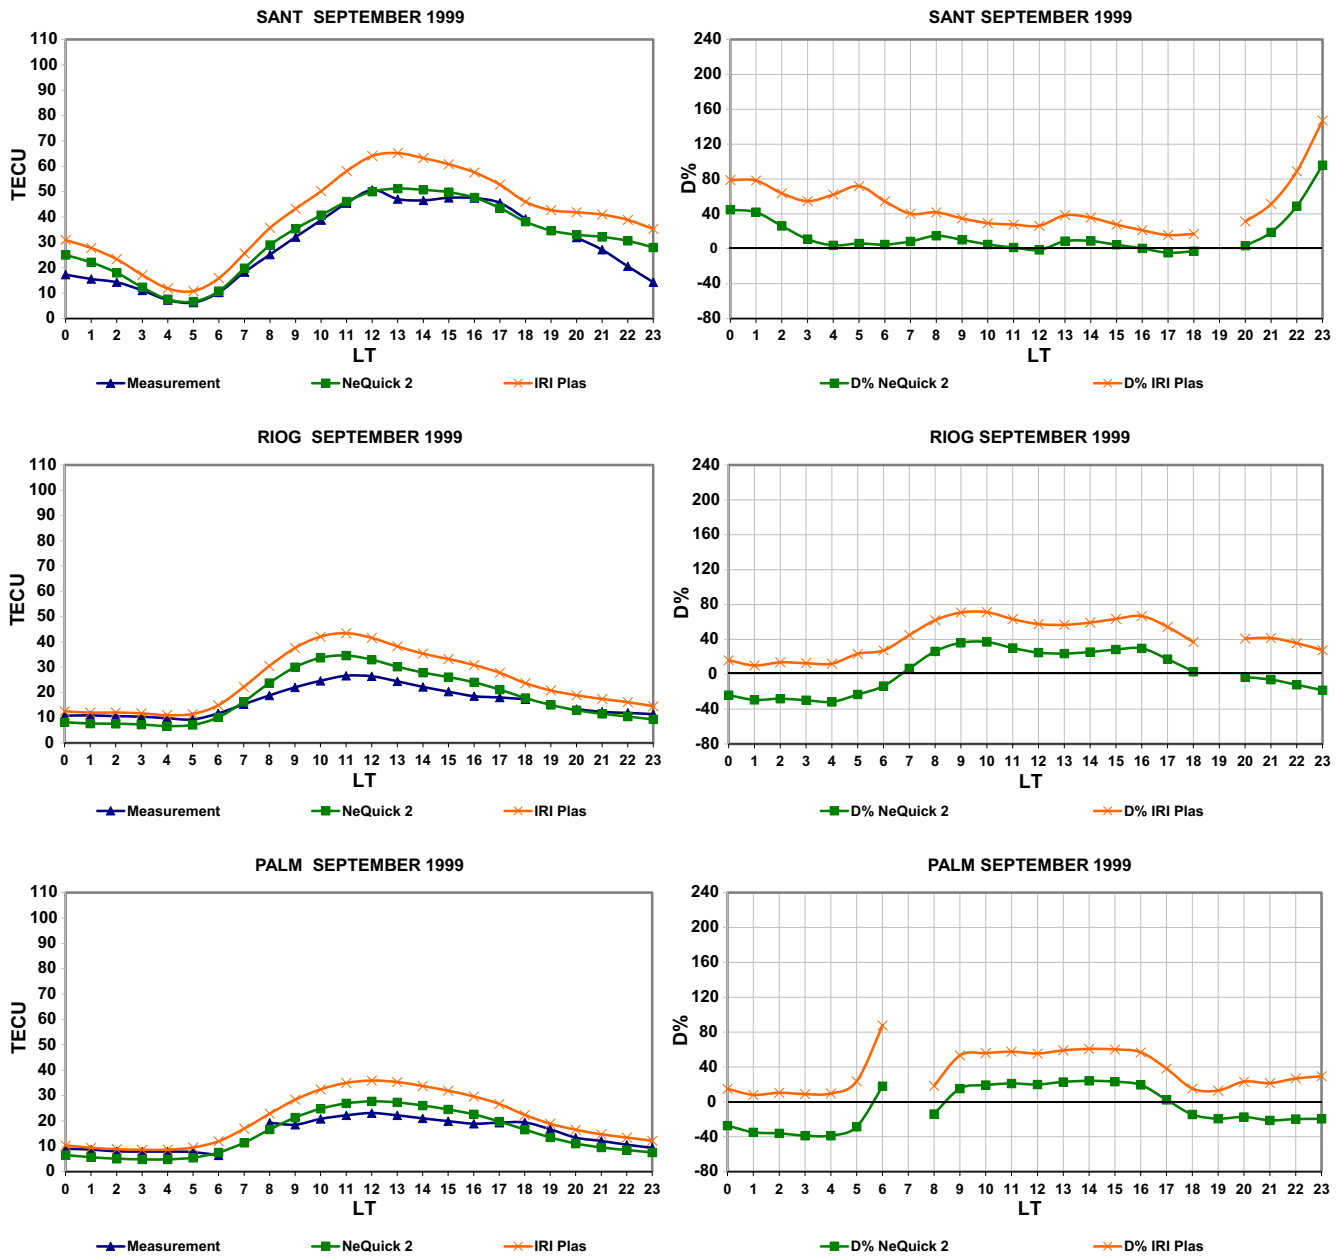 SANT SEPTEMBER 1999
110
100
90
80
70
60
50
40
30
20
10
0
TECU
0 1 2 3 4 5 6 7 8 9 10 11 12 13 14 15 16 17 18 19 20 21 22 23
LT
Measurement NeQuick 2 IRI Plas
SANT SEPTEMBER 1999
240
200
160
120
80
40
0
-40
-80
D%
0 1 2 3 4 5 6 7 8 9 10 11 12 13 14 15 16 17 18 19 20 21 22 23
LT
D% NeQuick 2 D% IRI Plas
RIOG SEPTEMBER 1999
110
100
90
80
70
60
50
40
30
20
10
0
TECU
0 1 2 3 4 5 6 7 8 9 10 11 12 13 14 15 16 17 18 19 20 21 22 23
LT
Measurement NeQuick 2 IRI Plas
RIOG SEPTEMBER 1999
240
200
160
120
80
40
0
-40
-80
D%
0 1 2 3 4 5 6 7 8 9 10 11 12 13 14 15 16 17 18 19 20 21 22 23
LT
D% NeQuick 2 D% IRI Plas
PALM SEPTEMBER 1999
110
100
90
80
70
60
50
40
30
20
10
0
TECU
0 1 2 3 4 5 6 7 8 9 10 11 12 13 14 15 16 17 18 19 20 21 22 23
LT
Measurement NeQuick 2 IRI Plas
PALM SEPTEMBER 1999
240
200
160
120
80
40
0
-40
-80
D%
0 1 2 3 4 5 6 7 8 9 10 11 12 13 14 15 16 17 18 19 20 21 22 23
LT
D% NeQuick 2 D% IRI Plas